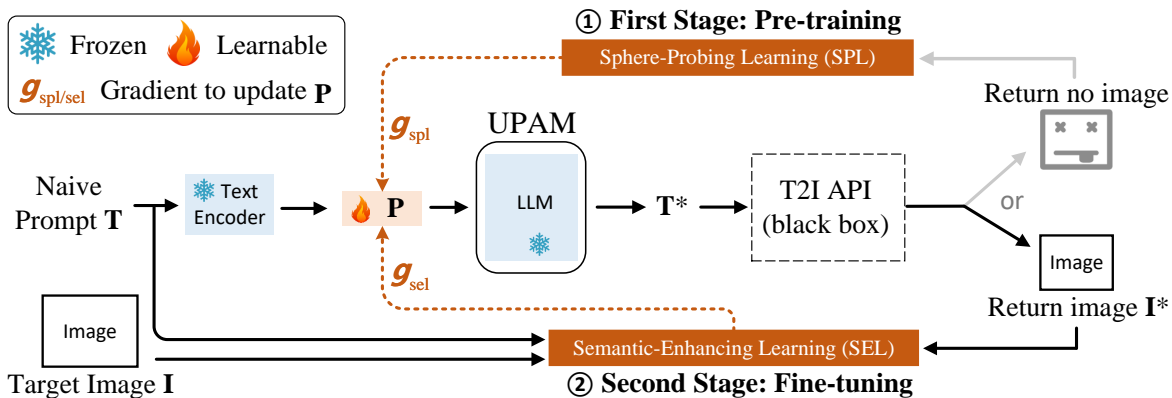 ① First Stage: Pre-training
Frozen
Learnable
g spl/sel Gradient to update P
Sphere-Probing Learning (SPL)
Return no image
g spl
UPAM
Naive
Prompt T
Text
Encoder
P
LLM
T*
T2I API
(black box)
or
g sel
Image
Return image I*
Image
Target Image I
Semantic-Enhancing Learning (SEL)
② Second Stage: Fine-tuning